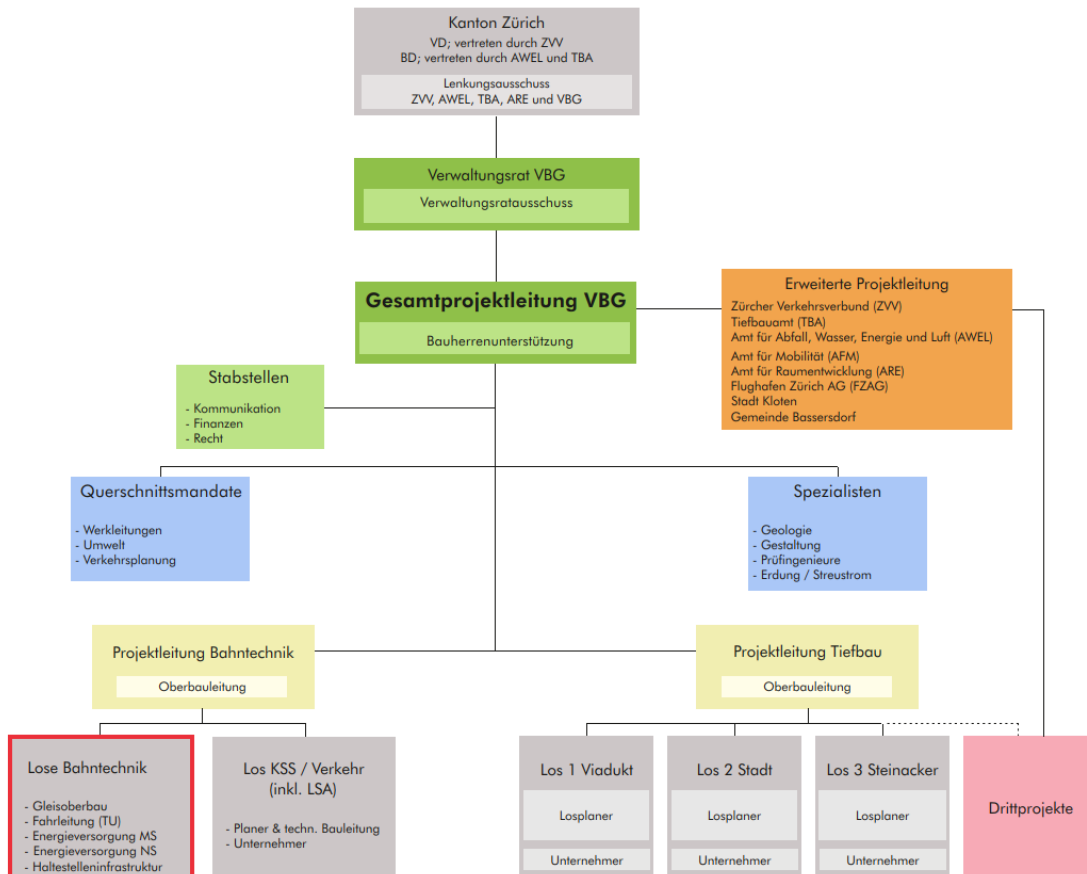 Kanton Zürich
VD; vertreten durch ZVV
BD; vertreten durch AWEL und TBA
Lenkungsausschuss
ZVV, AWEL, TBA, ARE und VBG
Verwaltungsrat VBG
Verwaltungsratausschuss
Gesamtprojektleitung VBG
Bauherrenunterstützung
Erweiterte Projektleitung
Zürcher Verkehrsverbund (ZVV)
Tiefbauamt (TBA)
Amt für Abfall, Wasser, Energie und Luft (AWEL)
Amt für Mobilität (AFM)
Amt für Raumentwicklung (ARE)
Flughafen Zürich AG (FZAG)
Stadt Kloten
Gemeinde Bassersdorf
Stabstellen
- Kommunikation
- Finanzen
- Recht
Querschnittsmandate
- Werkleitungen
- Umwelt
- Verkehrsplanung
Spezialisten
- Geologie
- Gestaltung
- Prüfingenieure
- Erdung / Streustrom
Projektleitung Bahntechnik
Oberbauleitung
Projektleitung Tiefbau
Oberbauleitung
Lose Bahntechnik
- Gleisoberbau
- Fahrleitung (TU)
- Energieversorgung MS
- Energieversorgung NS
- Haltestelleninfrastruktur
Los KSS / Verkehr
(inkl. LSA)
- Planer & techn. Bauleitung
- Unternehmer
Los 1 Viadukt
Losplaner
Unternehmer
Los 2 Stadt
Losplaner
Unternehmer
Los 3 Steinacker
Losplaner
Unternehmer
Drittprojekte